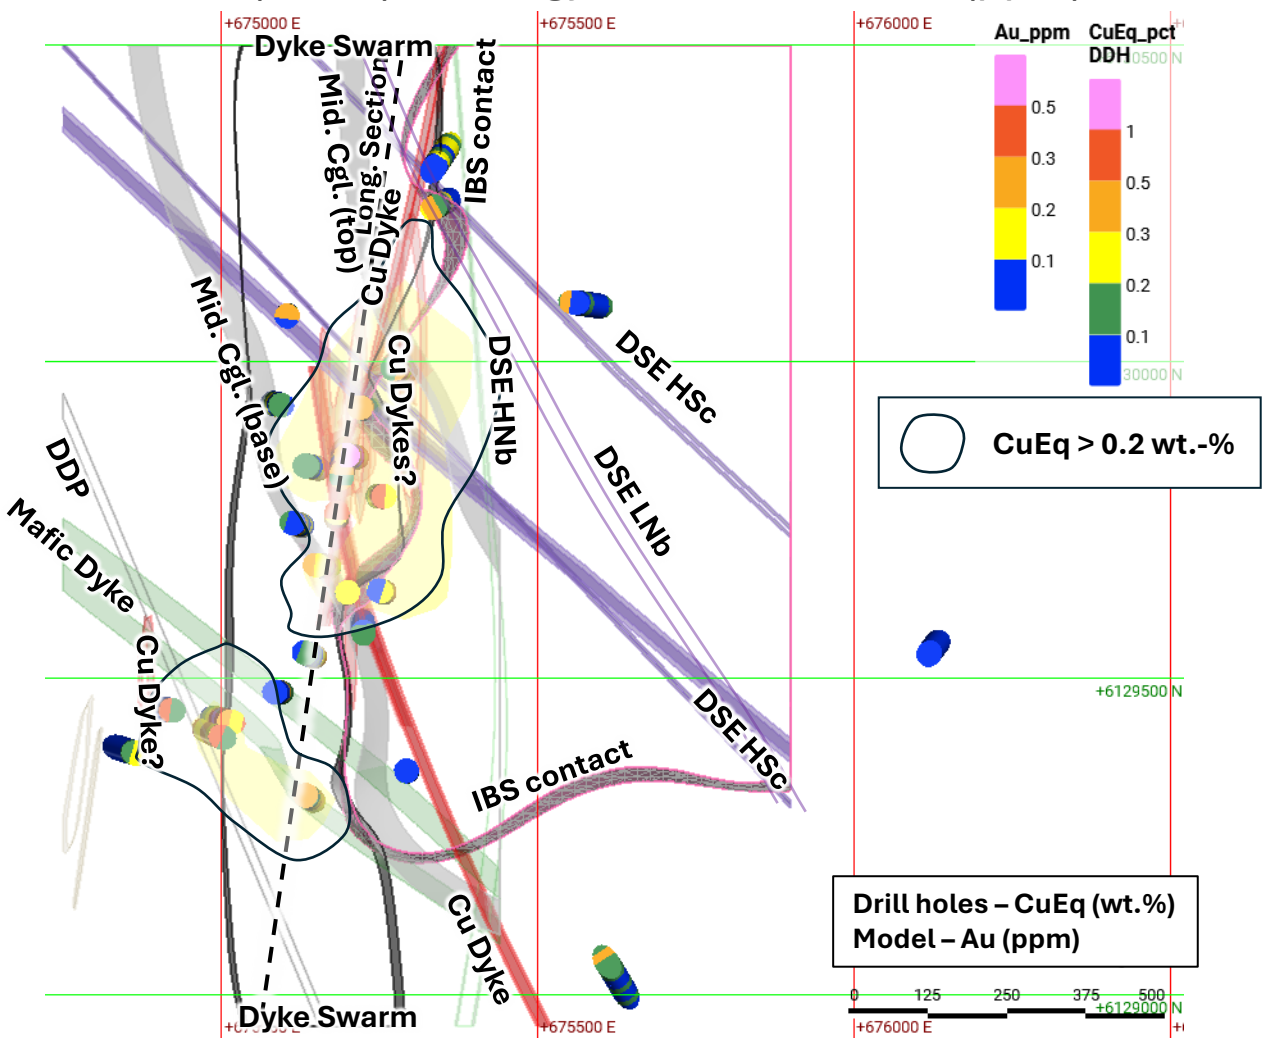 +675000 E
+675500 E
+676000 E
Au_ppm
CuEq_pct
DDH
0.5
0.3
0.2
0.1
1
0.5
0.3
0.2
0.1
Dyke Swarm
Mid. Cgl. (top)
Long. Section
Cu Dyke
IBS contact
Mid. Cgl. (base)
Cu Dykes?
DSE HNb
DSE HSc
DSE LNb
30000 N
CuEq > 0.2 wt.-%
DDP
Mafic Dyke
Cu Dyke?
DSE HSc
+6129500 N
IBS contact
Cu Dyke
Drill holes – CuEq (wt.%)
Model – Au (ppm)
0 125 250 375 500
+6129000 N
Dyke Swarm
+675500 E
+676000 E